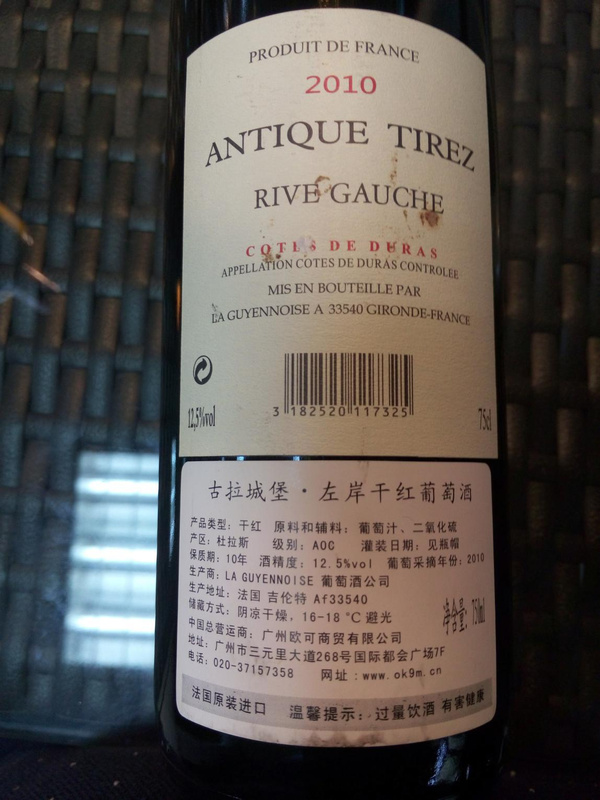 PRODUIT DE FRANCE
2010
ANTIQUE TIREZ
RIVE GAUCHE
COTES DE DURAS
APPELLATION COTES DE DURAS CONTROLÉE
MIS EN BOUTEILLE PAR
LA GUYENNOISE A 33540 GIRONDE-FRANCE
12,5%vol
3 182520 117325
75cl
古拉城堡·左岸干红葡萄酒
产品类型: 干红 原料和辅料: 葡萄汁、二氧化硫
产区: 杜拉斯 级别: AOC 灌装日期: 见瓶帽
保质期: 10年 酒精度: 12.5%vol 葡萄采摘年份: 2010
生产商: LA GUYENNOISE 葡萄酒公司
生产地址: 法国 吉伦特 Af33540
储藏方式: 阴凉干燥, 16-18 ℃ 避光
净含量: 750ml
中国总营运商: 广州欧可商贸有限公司
地址: 广州市三元里大道268号国际都会广场7F
电话: 020-37157358 网址: www.ok9m.cn
法国原装进口 温馨提示: 过量饮酒 有害健康